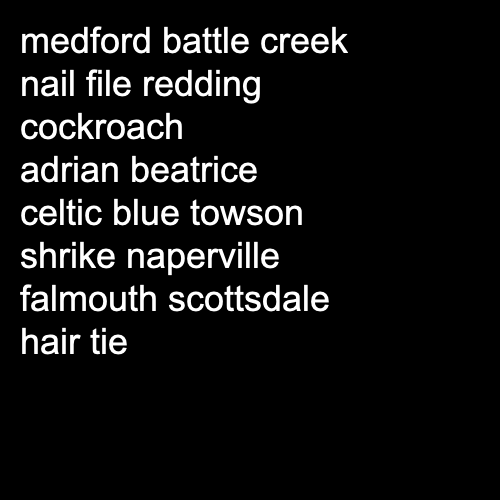 medford battle creek
nail file redding
cockroach
adrian beatrice
celtic blue towson
shrike naperville
falmouth scottsdale
hair tie